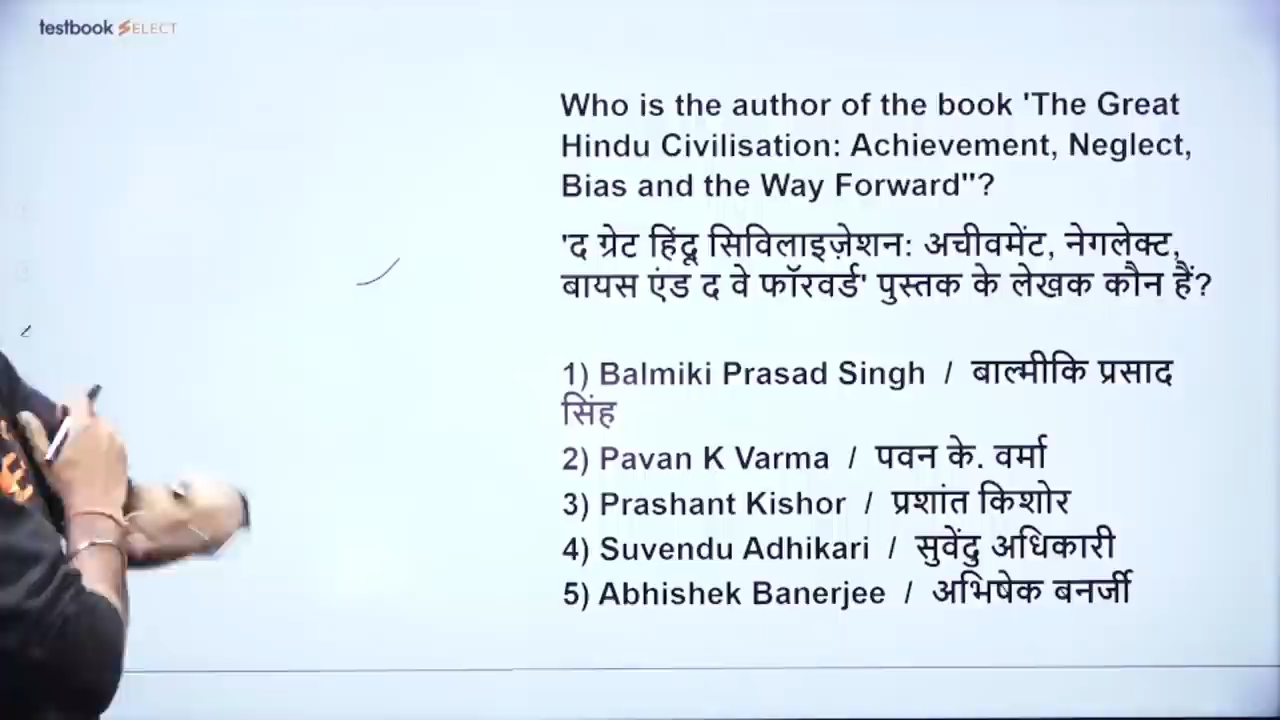 testbook SELECT
Who is the author of the book 'The Great
Hindu Civilisation: Achievement, Neglect,
Bias and the Way Forward"?
'द ग्रेट हिंदू सिविलाइज़ेशन: अचीवमेंट, नेगलेक्ट,
बायस एंड द वे फॉरवर्ड' पुस्तक के लेखक कौन हैं?
1) Balmiki Prasad Singh / बाल्मीकि प्रसाद
सिंह
2) Pavan K Varma / पवन के. वर्मा
3) Prashant Kishor / प्रशांत किशोर
4) Suvendu Adhikari / सुवेंदु अधिकारी
5) Abhishek Banerjee / अभिषेक बनर्जी